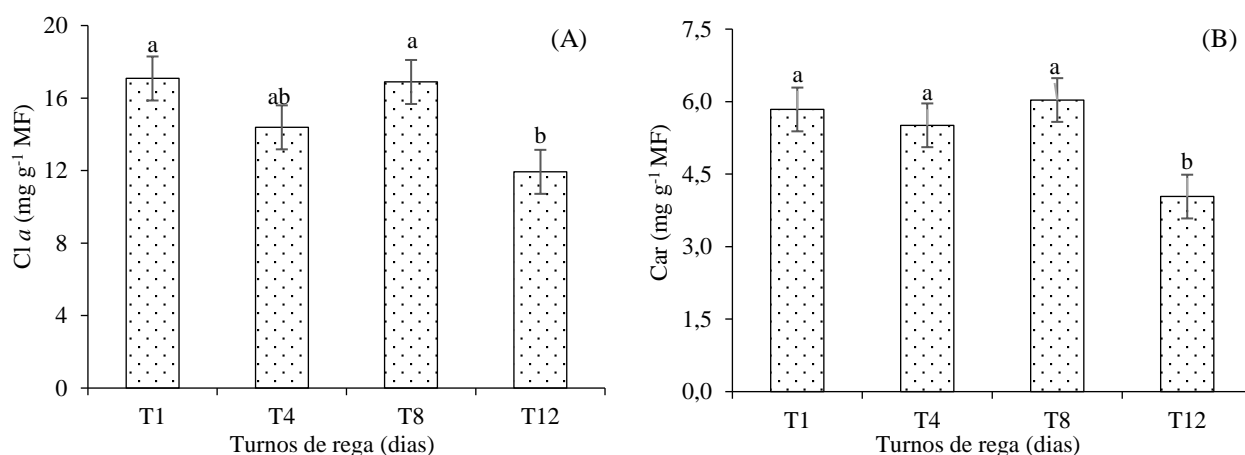 (A)
Cl a (mg g-1 MF)
20
16
12
8
4
0
a
ab
a
b
T1 T4 T8 T12
Turnos de rega (dias)
(B)
Car (mg g-1 MF)
7,5
6,0
4,5
3,0
1,5
0,0
a
a
a
b
T1 T4 T8 T12
Turnos de rega (dias)